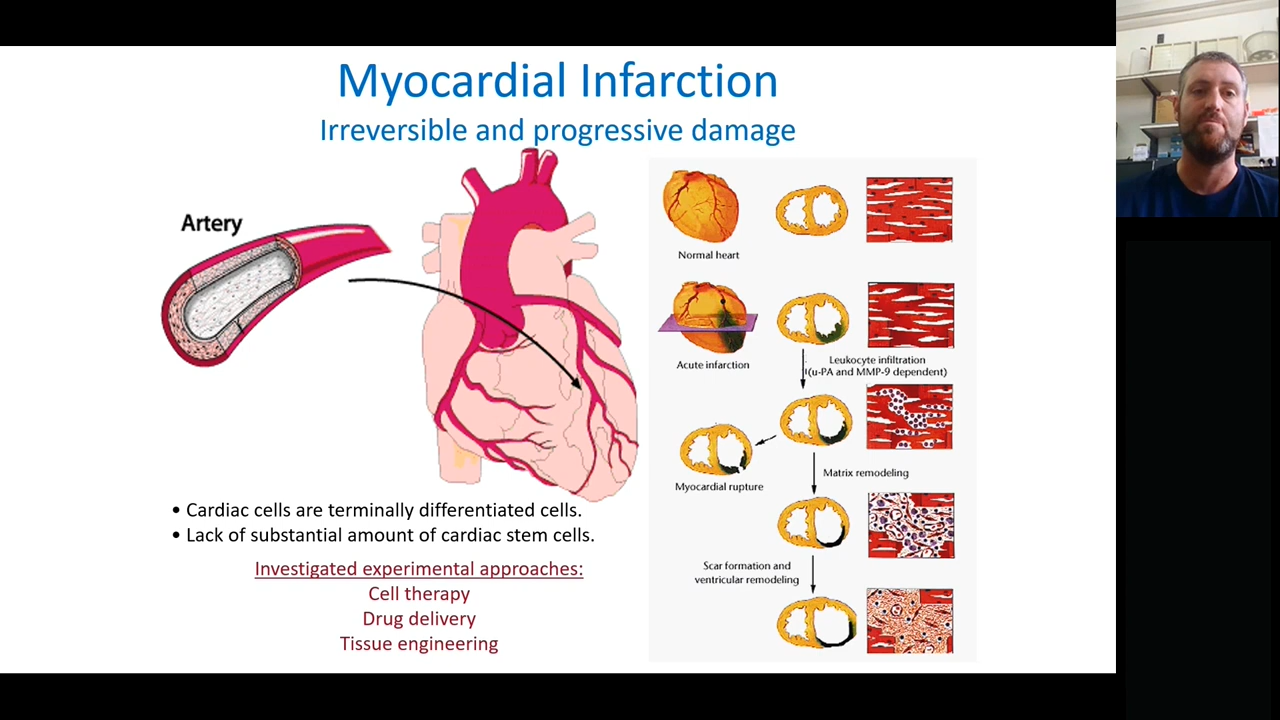 Myocardial Infarction
Irreversible and progressive damage
Artery
• Cardiac cells are terminally differentiated cells.
• Lack of substantial amount of cardiac stem cells.
Investigated experimental approaches:
Cell therapy
Drug delivery
Tissue engineering
Normal heart
Acute infarction
Leukocyte infiltration
(u-PA and MMP-9 dependent)
Myocardial rupture
Matrix remodeling
Scar formation and
ventricular remodeling